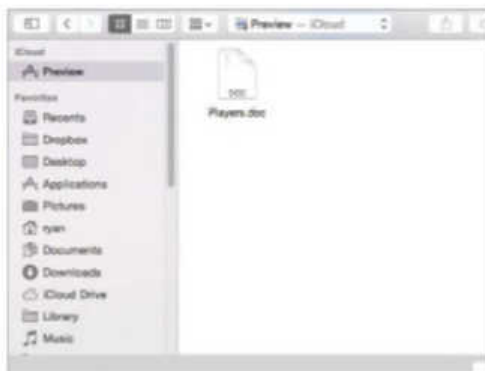 Preview — iCloud
iCloud
Preview
Favorites
Recents
Dropbox
Desktop
Applications
Pictures
ryan
Documents
Downloads
iCloud Drive
Library
Music
DOC
Players.doc